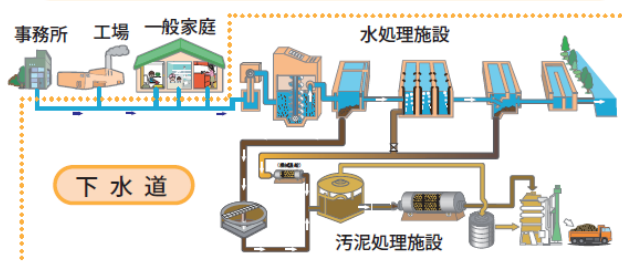 事務所
工場
一般家庭
水処理施設
下水道
汚泥処理施設